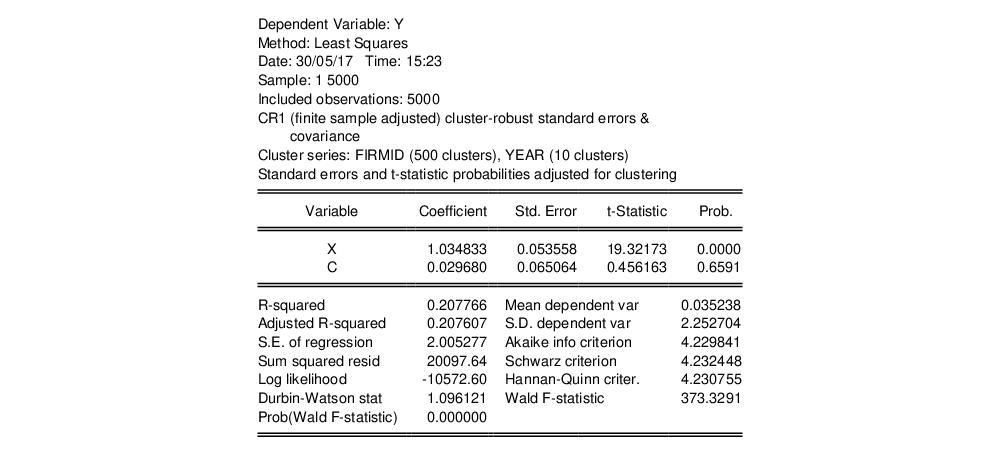 Dependent Variable: Y
Method: Least Squares
Date: 30/05/17 Time: 15:23
Sample: 1 5000
Included observations: 5000
CR1 (finite sample adjusted) cluster-robust standard errors &
covariance
Cluster series: FIRMID (500 clusters), YEAR (10 clusters)
Standard errors and t-statistic probabilities adjusted for clustering
Variable Coefficient Std. Error t-Statistic Prob.
X 1.034833 0.053558 19.32173 0.0000
C 0.029680 0.065064 0.456163 0.6591
R-squared 0.207766 Mean dependent var 0.035238
Adjusted R-squared 0.207607 S.D. dependent var 2.252704
S.E. of regression 2.005277 Akaike info criterion 4.229841
Sum squared resid 20097.64 Schwarz criterion 4.232448
Log likelihood -10572.60 Hannan-Quinn criter. 4.230755
Durbin-Watson stat 1.096121 Wald F-statistic 373.3291
Prob(Wald F-statistic) 0.000000